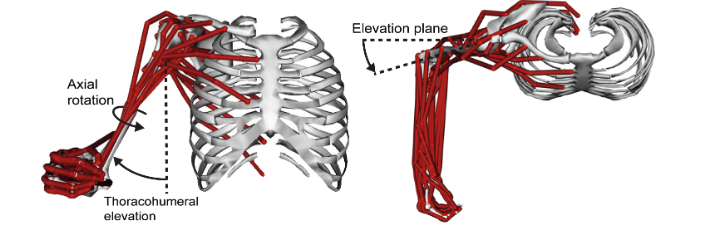 Elevation plane
Axial
rotation
Thoracohumeral
elevation